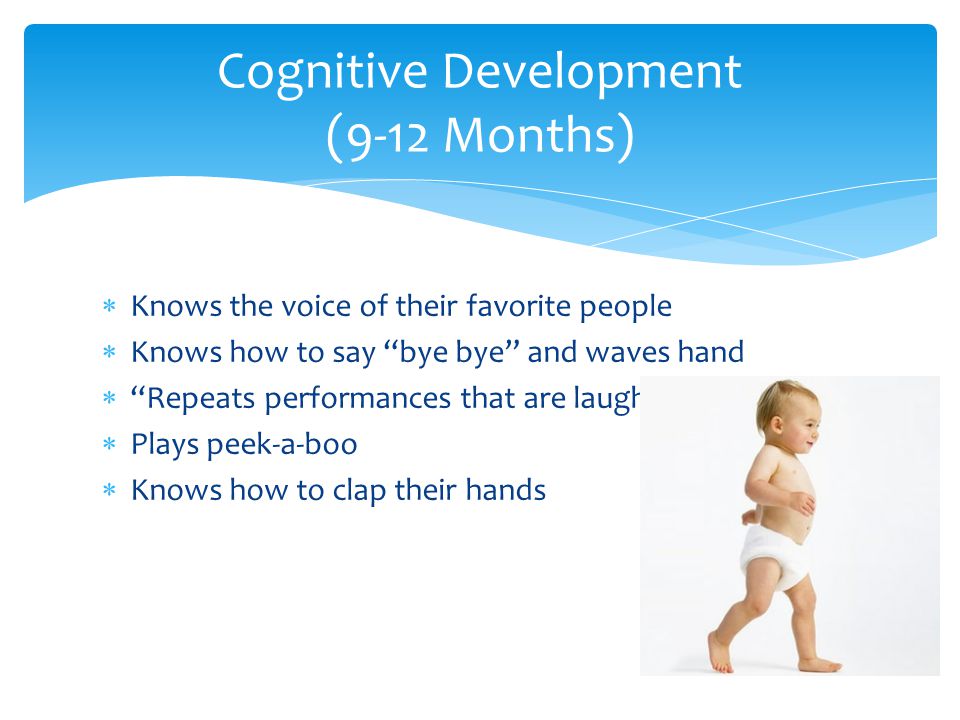 Cognitive Development
(9-12 Months)
∗ Knows the voice of their favorite people
∗ Knows how to say “bye bye” and waves hand
∗ “Repeats performances that are laugh
∗ Plays peek-a-boo
∗ Knows how to clap their hands